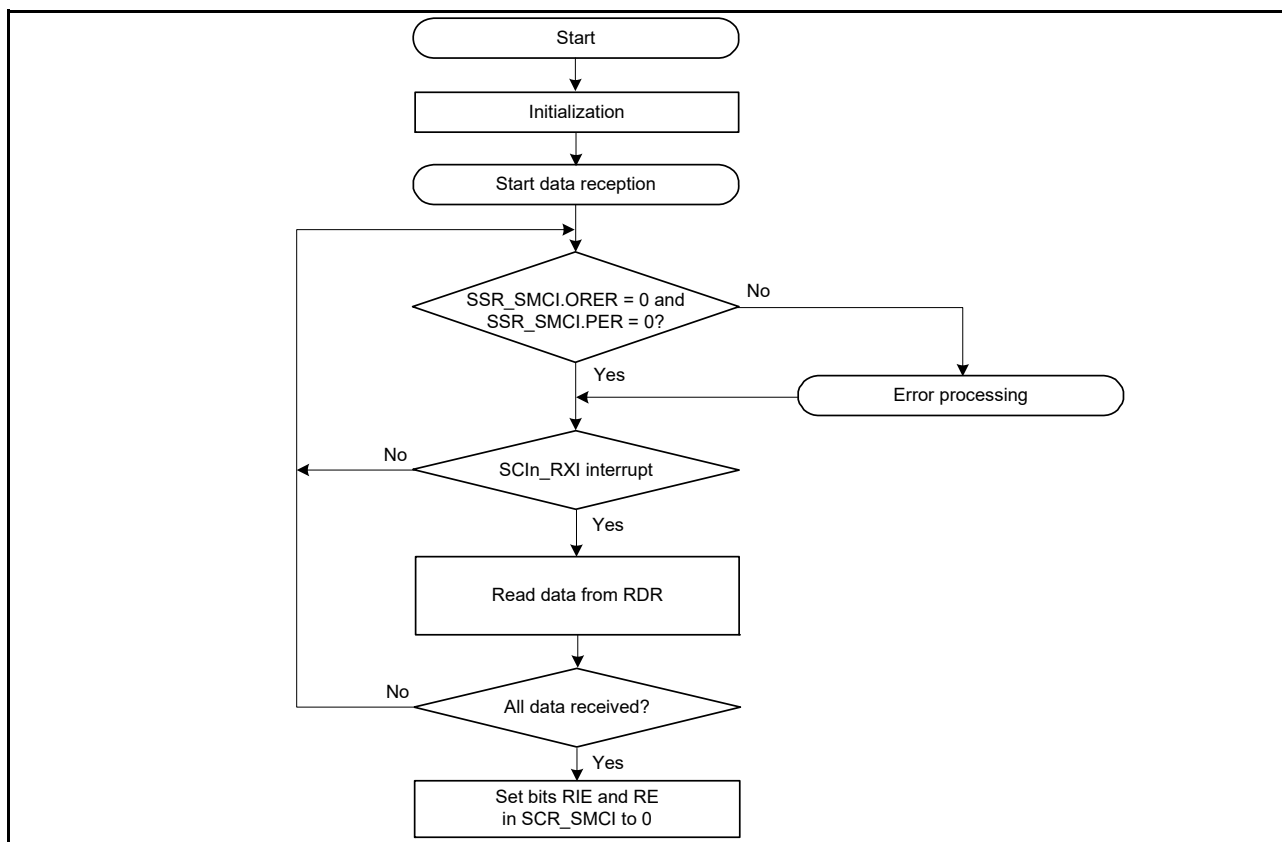 Start
Initialization
Start data reception
SSR_SMCI.ORER = 0 and
SSR_SMCI.PER = 0?
No
Yes
Error processing
No
SCIn_RXI interrupt
Yes
Read data from RDR
No
All data received?
Yes
Set bits RIE and RE
in SCR_SMCI to 0